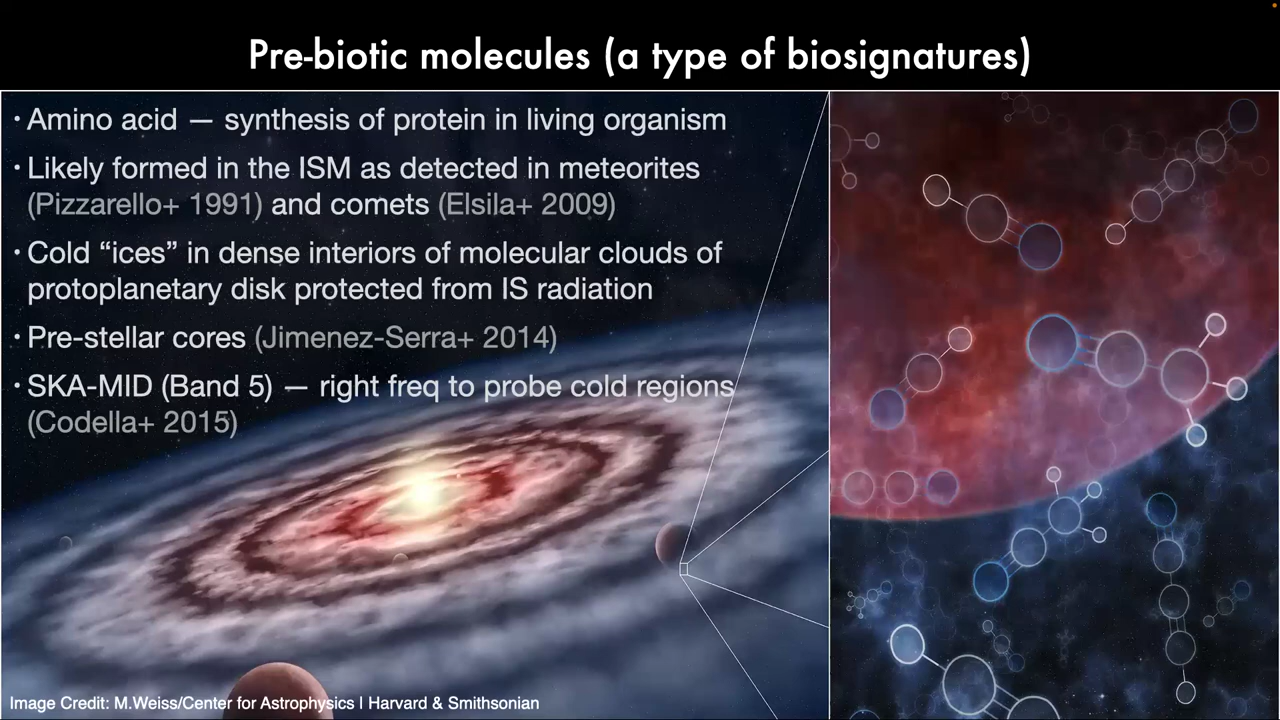 Pre-biotic molecules (a type of biosignatures)
• Amino acid — synthesis of protein in living organism
• Likely formed in the ISM as detected in meteorites
(Pizzarello+ 1991) and comets (Elsila+ 2009)
• Cold “ices” in dense interiors of molecular clouds of
protoplanetary disk protected from IS radiation
• Pre-stellar cores (Jimenez-Serra+ 2014)
• SKA-MID (Band 5) — right freq to probe cold regions
(Codella+ 2015)
Image Credit: M.Weiss/Center for Astrophysics | Harvard & Smithsonian